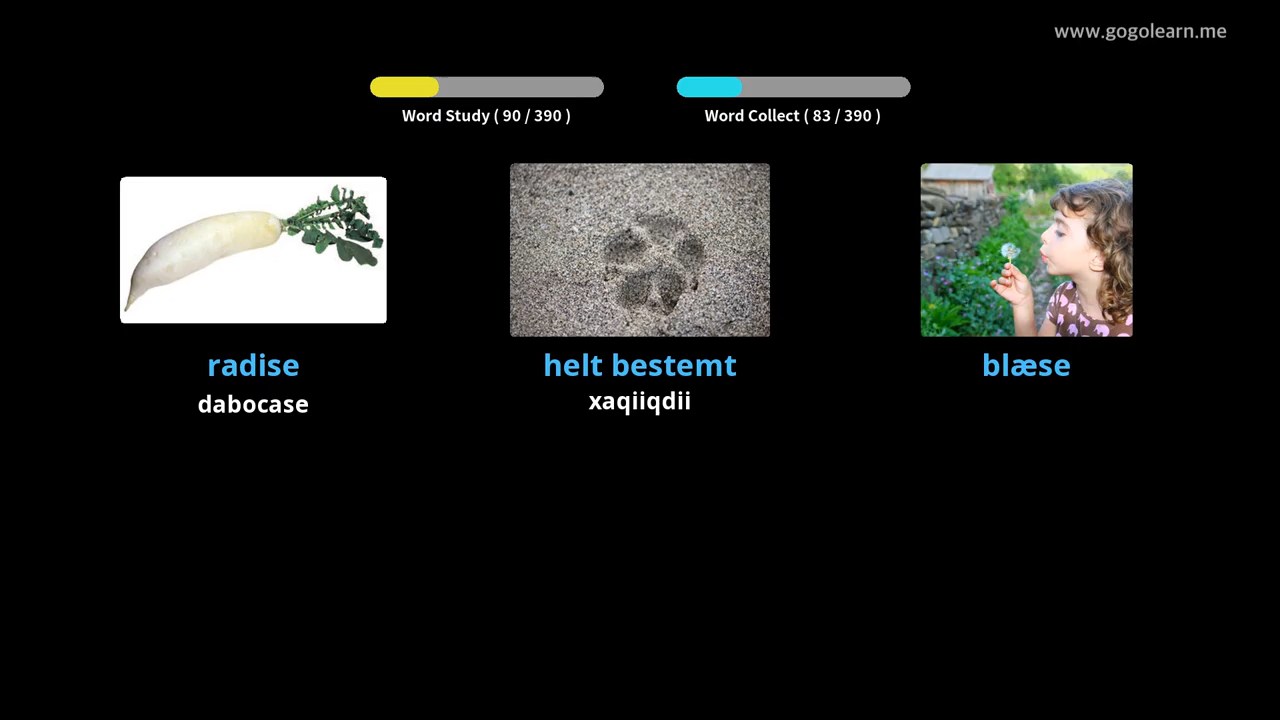 www.gogolearn.me
Word Study ( 90 / 390 )
Word Collect ( 83 / 390 )
radise
helt bestemt
blæse
dabocase
xaqiiqdii